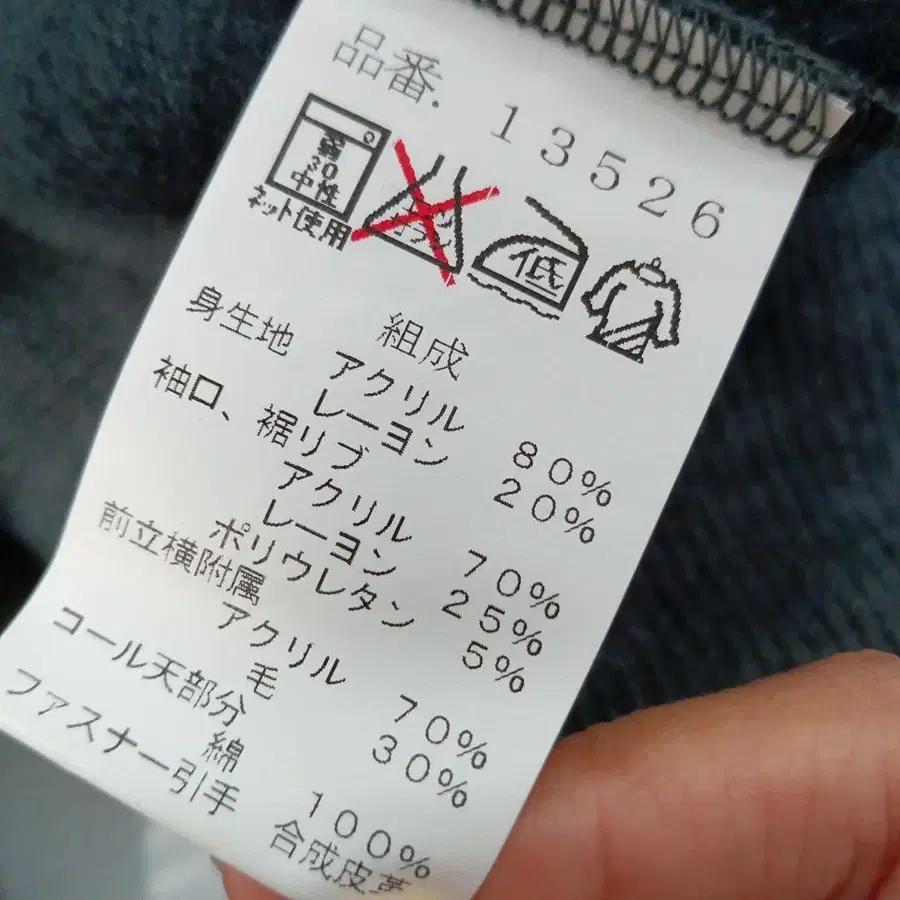 品番. 13526
弱
30
中性
ネット使用
低
組成
身生地
アクリル 80%
レーヨン 20%
袖口、裾リブ
アクリル 70%
レーヨン 25%
ポリウレタン 5%
前立横附属
アクリル 70%
毛 30%
コール天部分
綿 100%
ファスナー引手
合成皮革